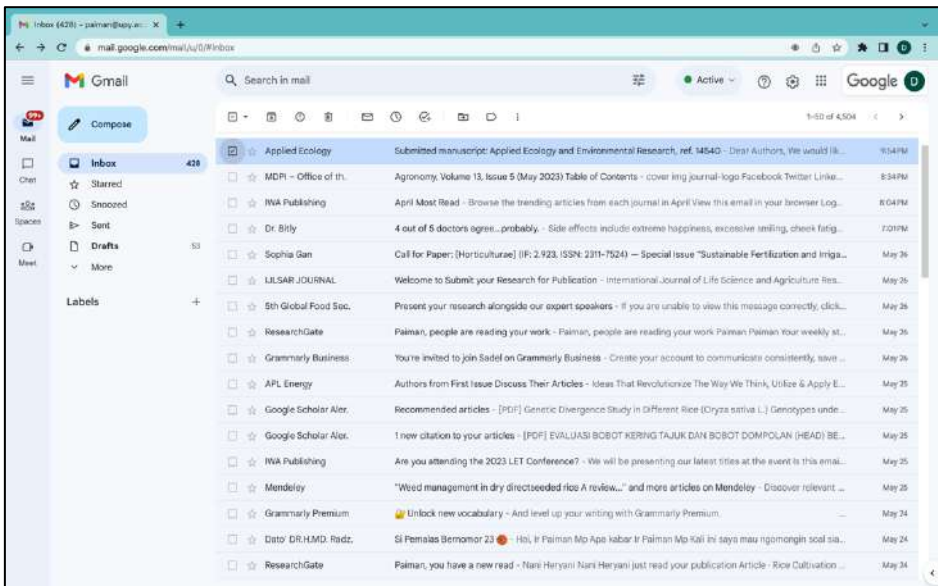 Inbox (428) - paiman@upy.ac...
mail.google.com/mail/u/0/#inbox
D
Gmail
Search in mail
Active
Google
D
99+
Mail
Compose
1-50 of 4,504
Inbox 428
Chat
Starred
Snoozed
Spaces
Sent
Drafts 53
Meet
More
Labels
Applied Ecology Submitted manuscript: Applied Ecology and Environmental Research, ref. 14540 - Dear Authors, We would lik... 9:54 PM
MDPI – Office of th. Agronomy, Volume 13, Issue 5 (May 2023) Table of Contents - cover img journal-logo Facebook Twitter Linke... 8:34 PM
IWA Publishing April Most Read - Browse the trending articles from each journal in April View this email in your browser Log... 8:04 PM
Dr. Bitly 4 out of 5 doctors agree...probably. - Side effects include extreme happiness, excessive smiling, cheek fatig... 7:01 PM
Sophia Gan Call for Paper: [Horticulturae] (IF: 2.923, ISSN: 2311-7524) — Special Issue "Sustainable Fertilization and Irriga... May 26
IJLSAR JOURNAL Welcome to Submit your Research for Publication - International Journal of Life Science and Agriculture Res... May 26
5th Global Food Sec. Present your research alongside our expert speakers - If you are unable to view this message correctly, click... May 26
ResearchGate Paiman, people are reading your work - Paiman, people are reading your work Paiman Paiman Your weekly st... May 26
Grammarly Business You're invited to join Sadel on Grammarly Business - Create your account to communicate consistently, save ... May 26
APL Energy Authors from First Issue Discuss Their Articles - Ideas That Revolutionize The Way We Think, Utilize & Apply E... May 25
Google Scholar Aler. Recommended articles - [PDF] Genetic Divergence Study in Different Rice (Oryza sativa L.) Genotypes unde... May 25
Google Scholar Aler. 1 new citation to your articles - [PDF] EVALUASI BOBOT KERING TAJUK DAN BOBOT DOMPOLAN (HEAD) BE... May 25
IWA Publishing Are you attending the 2023 LET Conference? - We will be presenting our latest titles at the event Is this emai... May 25
Mendeley "Weed management in dry directseeded rice A review..." and more articles on Mendeley - Discover relevant ... May 25
Grammarly Premium 🔐 Unlock new vocabulary - And level up your writing with Grammarly Premium. ... May 24
Dato' DR.H.MD. Radz. Si Pemalas Bernomor 23 - Hai, Ir Paiman Mp Apa kabar Ir Paiman Mp Kali ini saya mau ngomongin soal sia... May 24
ResearchGate Paiman, you have a new read - Nani Heryani Nani Heryani just read your publication Article - Rice Cultivation ... May 24